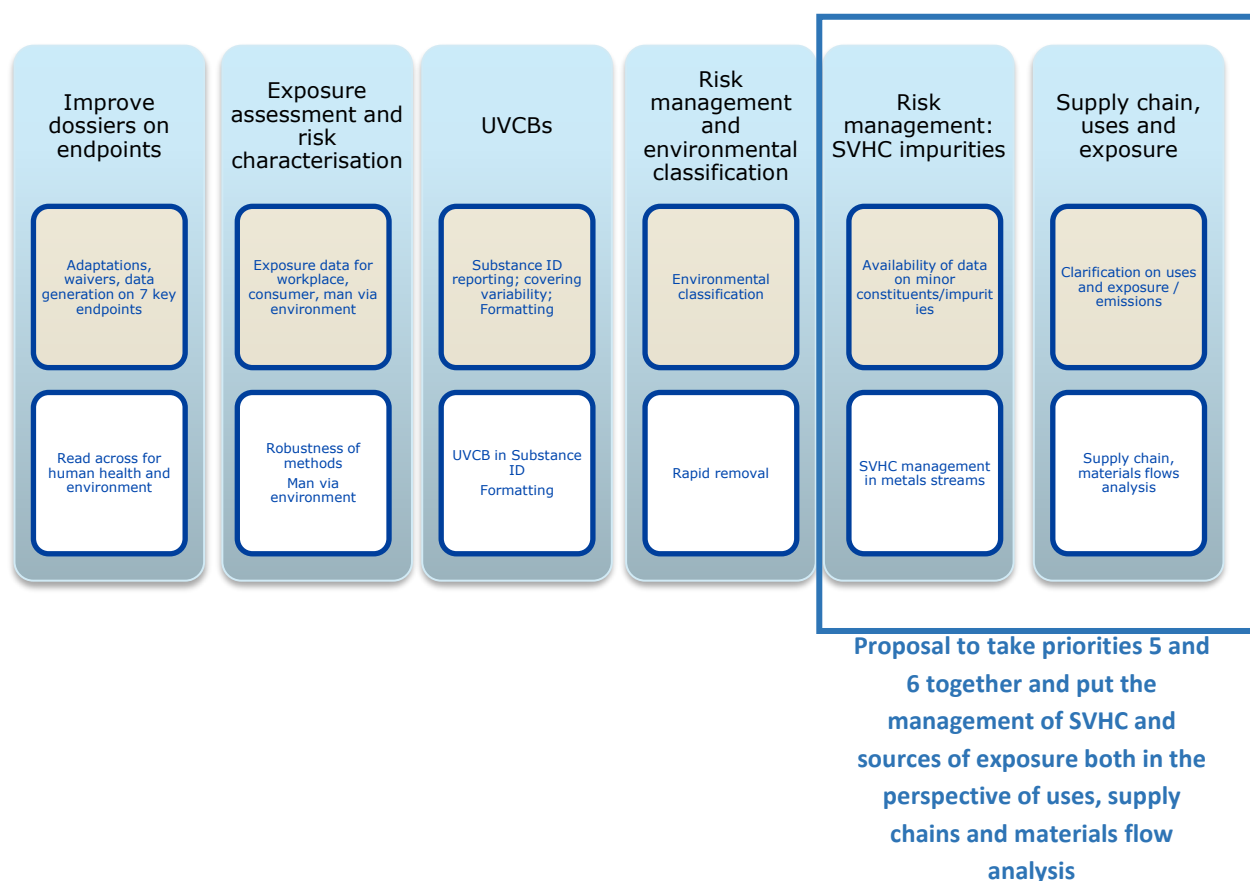 Improve
dossiers on
endpoints
Adaptations,
waivers, data
generation on 7 key
endpoints
Read across for
human health and
environment
Exposure
assessment and
risk
characterisation
Exposure data for
workplace,
consumer, man via
environment
Robustness of
methods
Man via
environment
UVCBs
Substance ID
reporting; covering
variability;
Formatting
UVCB in Substance
ID
Formatting
Risk
management
and
environmental
classification
Environmental
classification
Rapid removal
Risk
management:
SVHC impurities
Availability of data
on minor
constituents/impurit
ies
SVHC management
in metals streams
Supply chain,
uses and
exposure
Clarification on uses
and exposure /
emissions
Supply chain,
materials flows
analysis
Proposal to take priorities 5 and
6 together and put the
management of SVHC and
sources of exposure both in the
perspective of uses, supply
chains and materials flow
analysis